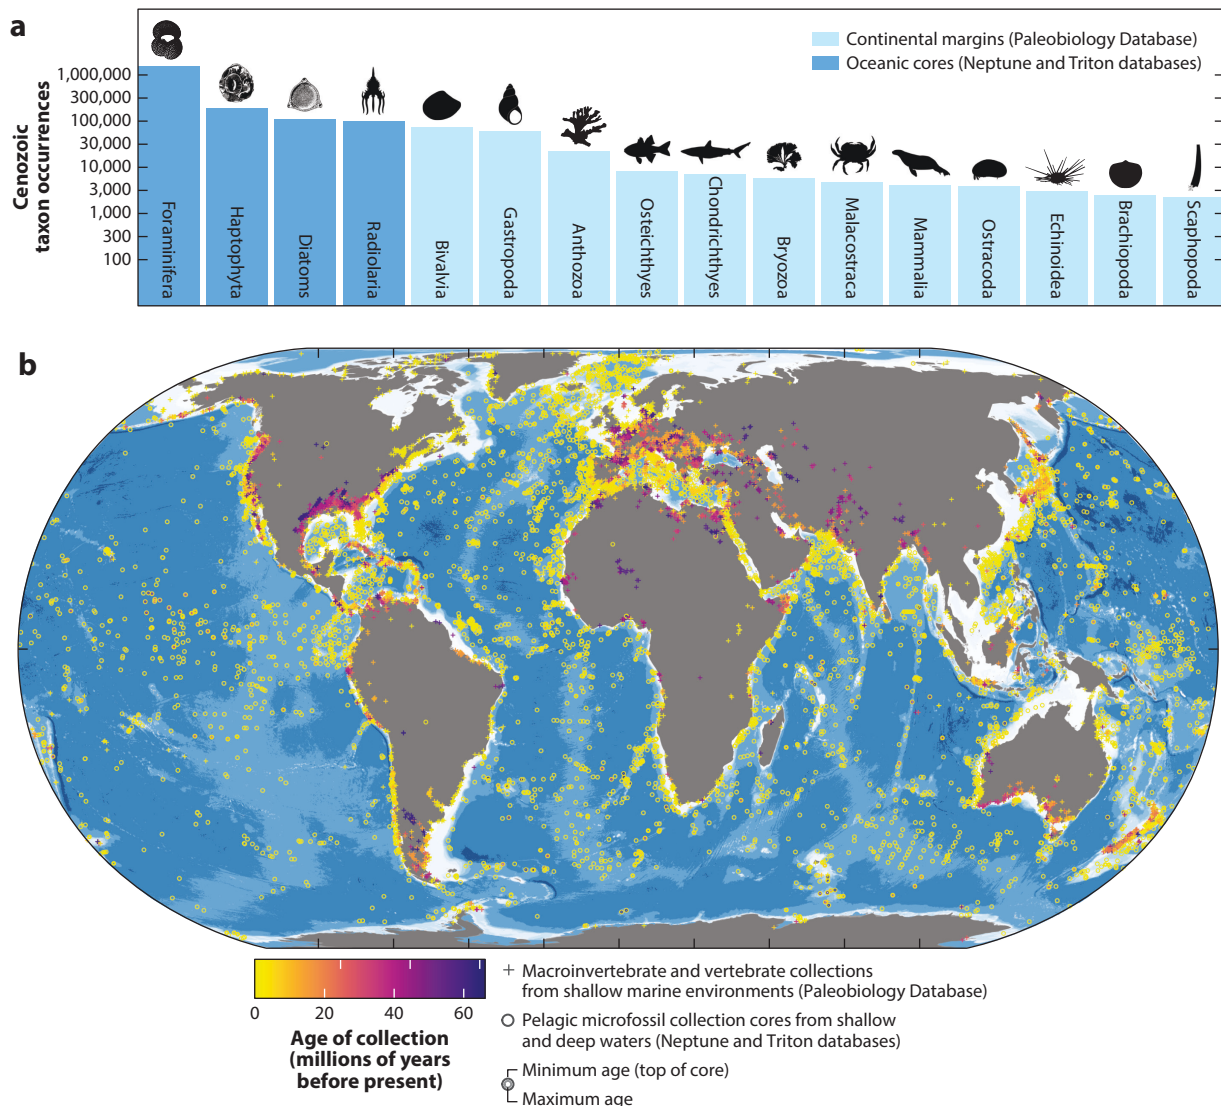 a
Continental margins (Paleobiology Database)
Oceanic cores (Neptune and Triton databases)
Cenozoic
taxon occurrences
1,000,000
300,000
100,000
30,000
10,000
3,000
1,000
300
100
Foraminifera
Haptophyta
Diatoms
Radiolaria
Bivalvia
Gastropoda
Anthozoa
Osteichthyes
Chondrichthyes
Bryozoa
Malacostraca
Mammalia
Ostracoda
Echinoidea
Brachiopoda
Scaphopoda
b
0
20
40
60
Age of collection
(millions of years
before present)
+ Macroinvertebrate and vertebrate collections
from shallow marine environments (Paleobiology Database)
Pelagic microfossil collection cores from shallow
and deep waters (Neptune and Triton databases)
Minimum age (top of core)
Maximum age